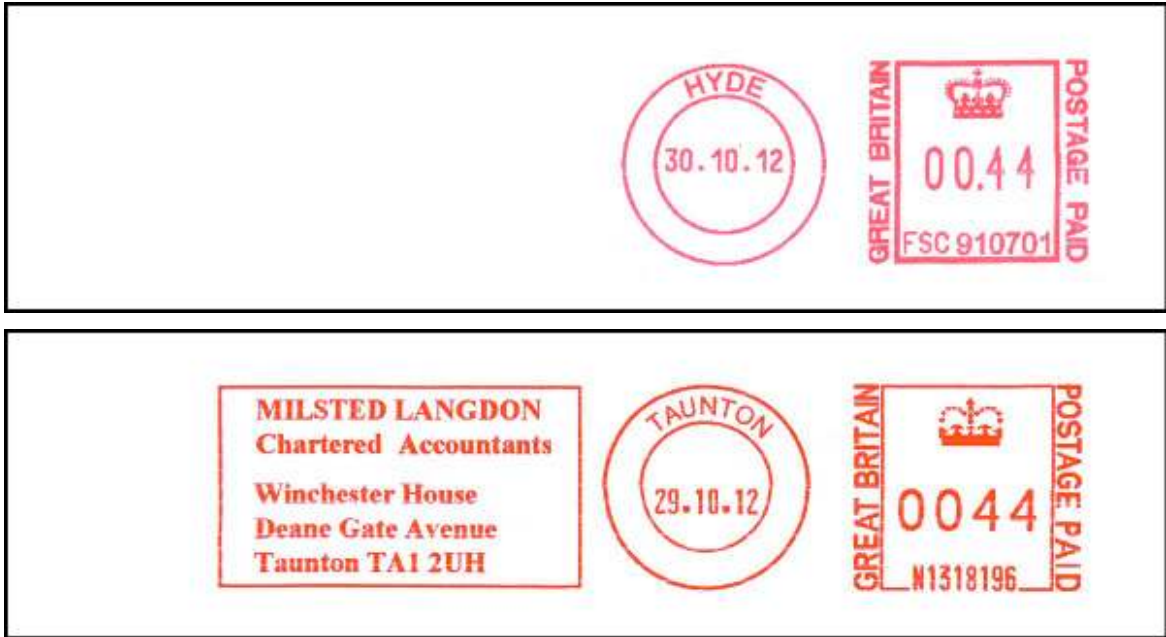 HYDE
30.10.12
GREAT BRITAIN
00.44
FSC 910701
POSTAGE PAID
MILSTED LANGDON
Chartered Accountants
Winchester House
Deane Gate Avenue
Taunton TA1 2UH
TAUNTON
29.10.12
GREAT BRITAIN
0044
N1318196
POSTAGE PAID